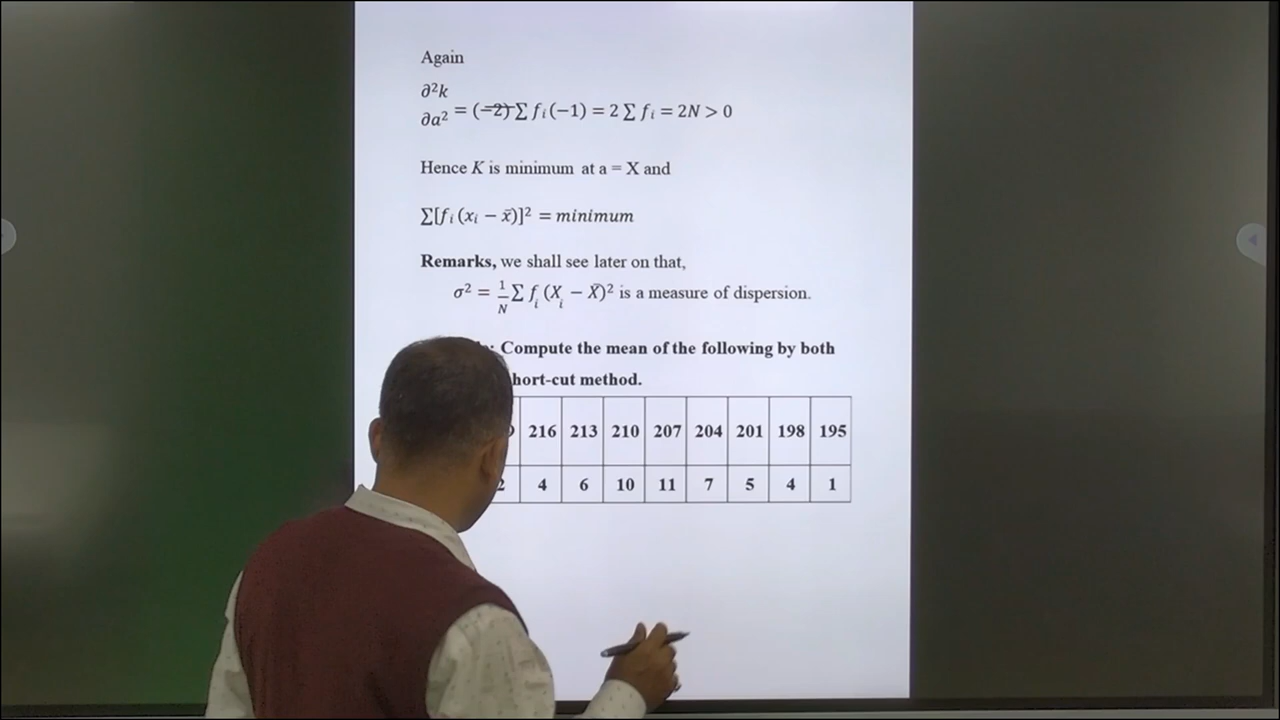 Again
∂²k
∂a² = (−2) ∑ fᵢ(−1) = 2 ∑ fᵢ = 2N > 0
Hence K is minimum at a = X and
∑[fᵢ (xᵢ − x̄)]² = minimum
Remarks, we shall see later on that,
σ² = 1/N ∑ fᵢ (Xᵢ − X̄)² is a measure of dispersion.
: Compute the mean of the following by both
hort-cut method.
216 213 210 207 204 201 198 195
2 4 6 10 11 7 5 4 1